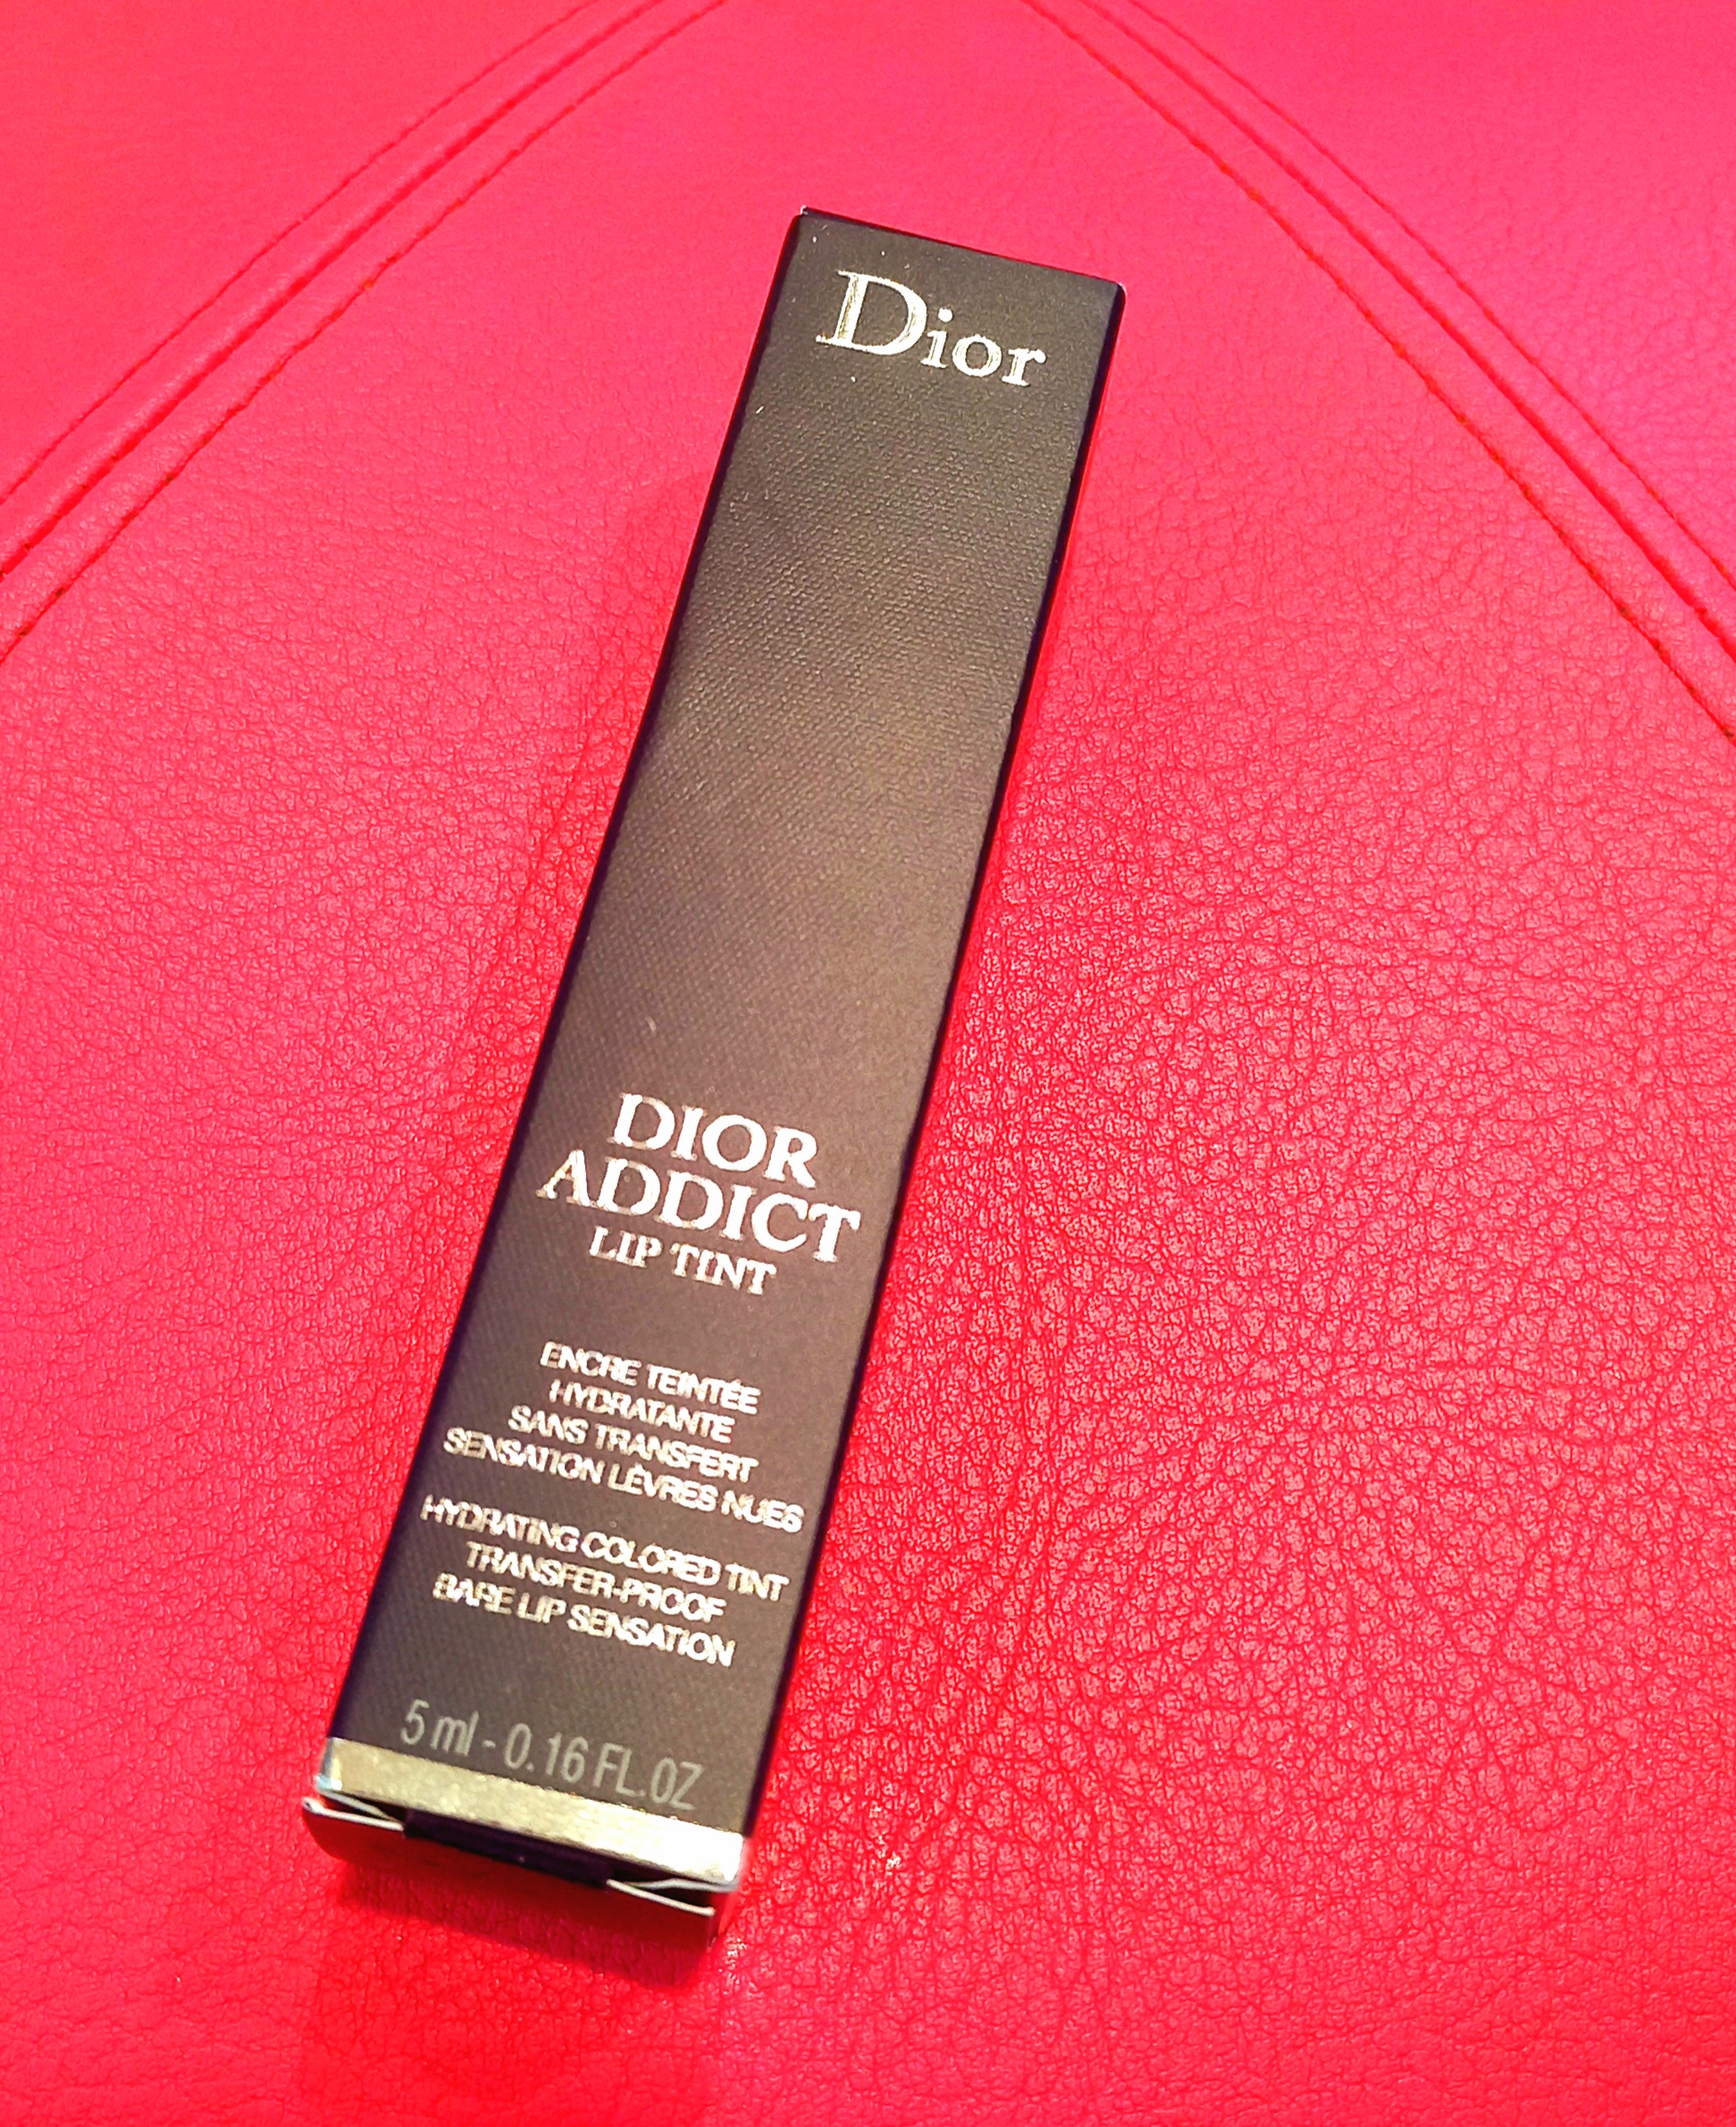 Dior
DIOR
ADDICT
LIP TINT
ENCRE TEINTÉE
HYDRATANTE
SANS TRANSFERT
SENSATION LÈVRES NUES
HYDRATING COLORED TINT
TRANSFER-PROOF
BARE LIP SENSATION
5 ml - 0.16 FL.OZ